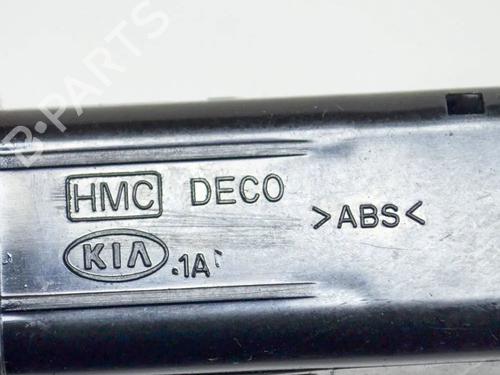 HMC DECO
>ABS<
KIA .1A
B-PARTS